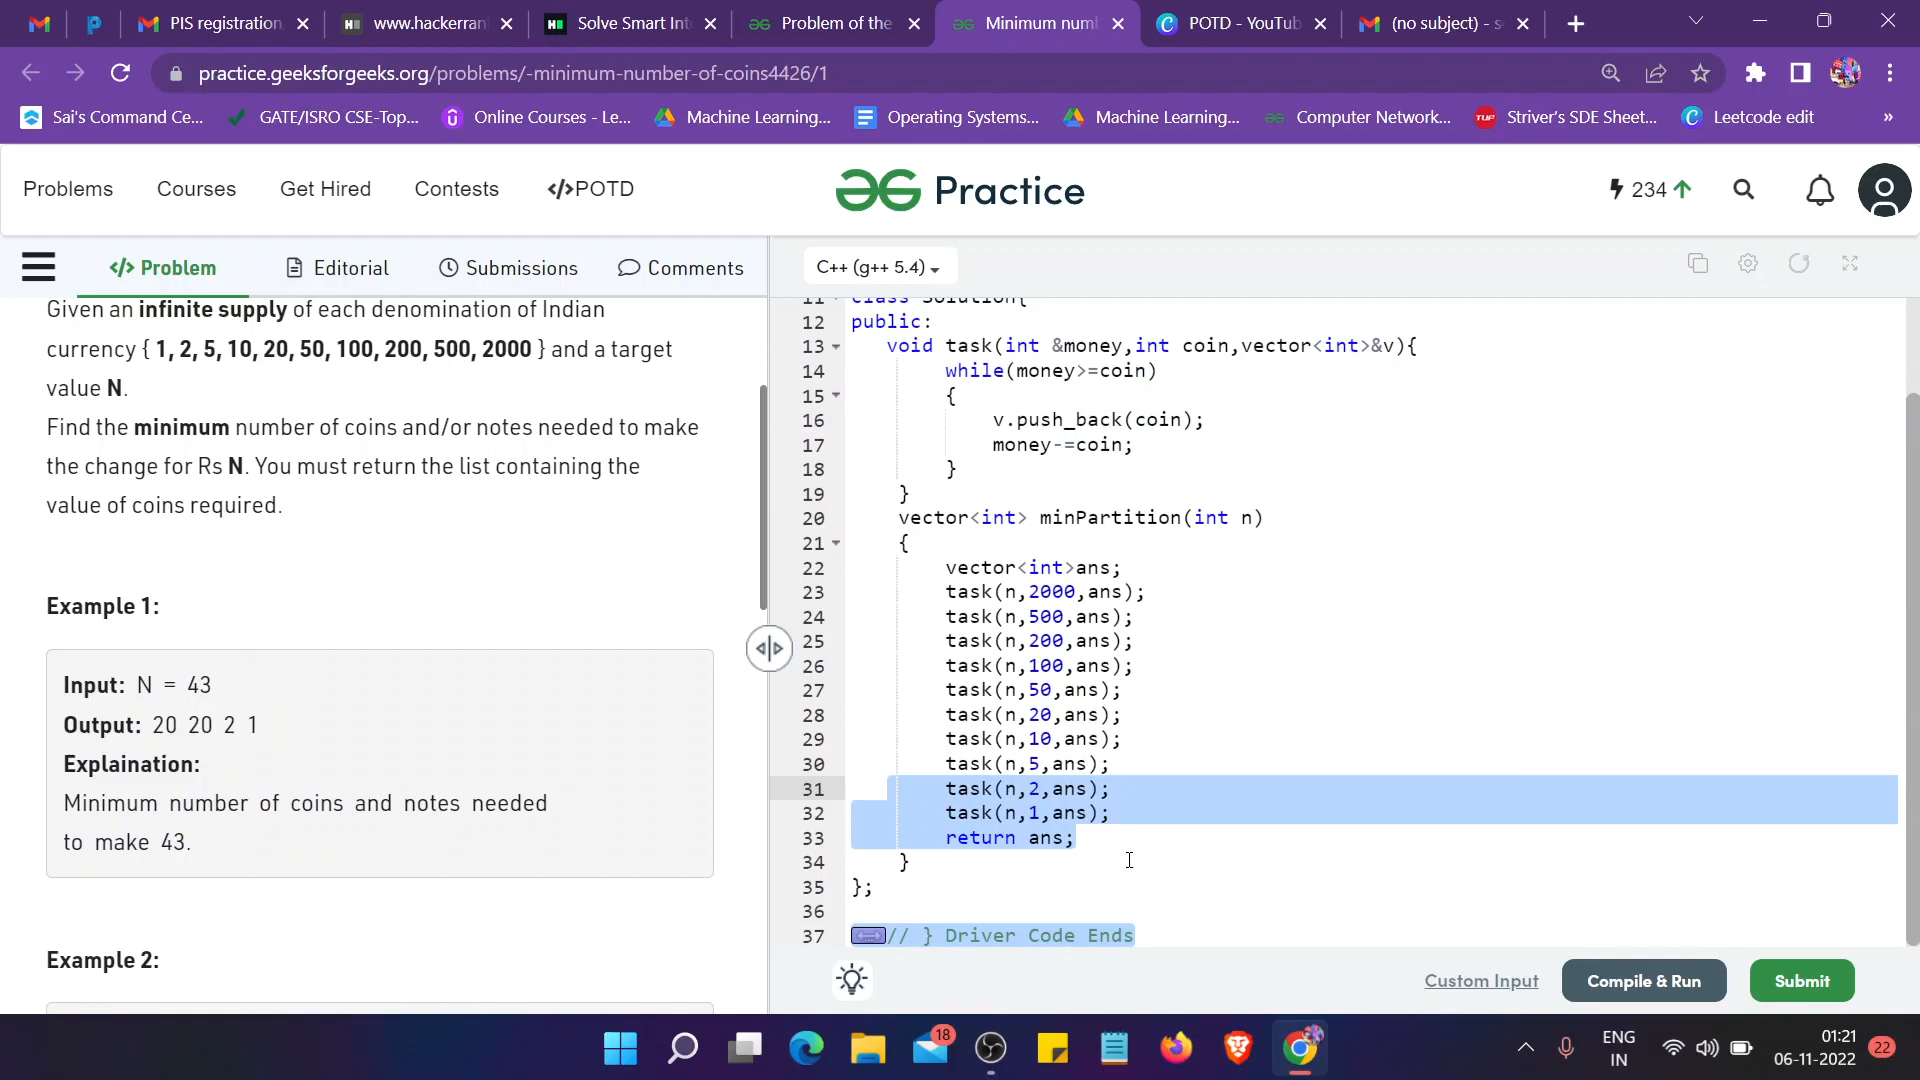 PIS registration
www.hackerran
Solve Smart Int
Problem of the
Minimum numb
POTD - YouTub
(no subject) - s
practice.geeksforgeeks.org/problems/-minimum-number-of-coins4426/1
Sai's Command Ce...
GATE/ISRO CSE-Top...
Online Courses - Le...
Machine Learning...
Operating Systems...
Machine Learning...
Computer Network...
Striver's SDE Sheet...
Leetcode edit
»
Problems
Courses
Get Hired
Contests
</>POTD
Practice
234
</> Problem
Editorial
Submissions
Comments
C++ (g++ 5.4)
Given an infinite supply of each denomination of Indian
currency { 1, 2, 5, 10, 20, 50, 100, 200, 500, 2000 } and a target
value N.
Find the minimum number of coins and/or notes needed to make
the change for Rs N. You must return the list containing the
value of coins required.
Example 1:
Input: N = 43
Output: 20 20 2 1
Explaination:
Minimum number of coins and notes needed
to make 43.
Example 2:
11 class Solution{
12 public:
13 void task(int &money,int coin,vector<int>&v){
14 while(money>=coin)
15 {
16 v.push_back(coin);
17 money-=coin;
18 }
19 }
20 vector<int> minPartition(int n)
21 {
22 vector<int>ans;
23 task(n,2000,ans);
24 task(n,500,ans);
25 task(n,200,ans);
26 task(n,100,ans);
27 task(n,50,ans);
28 task(n,20,ans);
29 task(n,10,ans);
30 task(n,5,ans);
31 task(n,2,ans);
32 task(n,1,ans);
33 return ans;
34 }
35 };
36
37 // } Driver Code Ends
Custom Input
Compile & Run
Submit
18
ENG
IN
01:21
06-11-2022
22